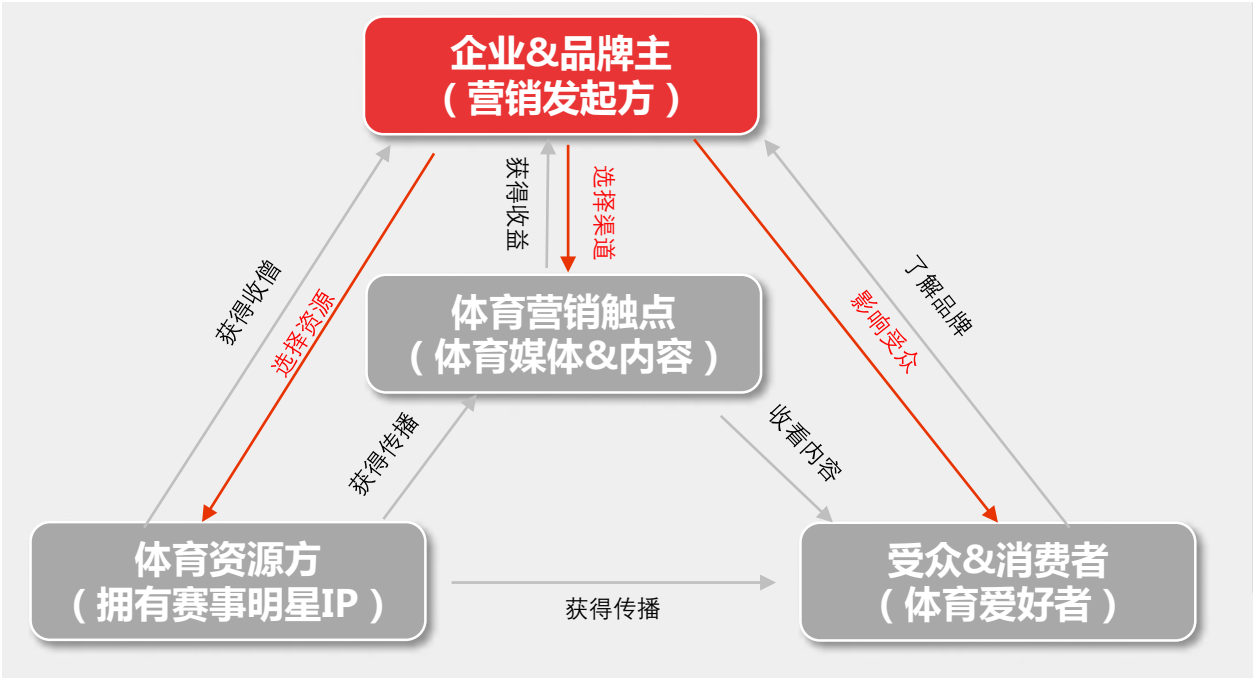 企业&品牌主
（营销发起方）
获得收益
选择渠道
获得收僧
选择资源
影响受众
了解品牌
体育营销触点
（体育媒体&内容）
获得传播
收看内容
体育资源方
（拥有赛事明星IP）
获得传播
受众&消费者
（体育爱好者）